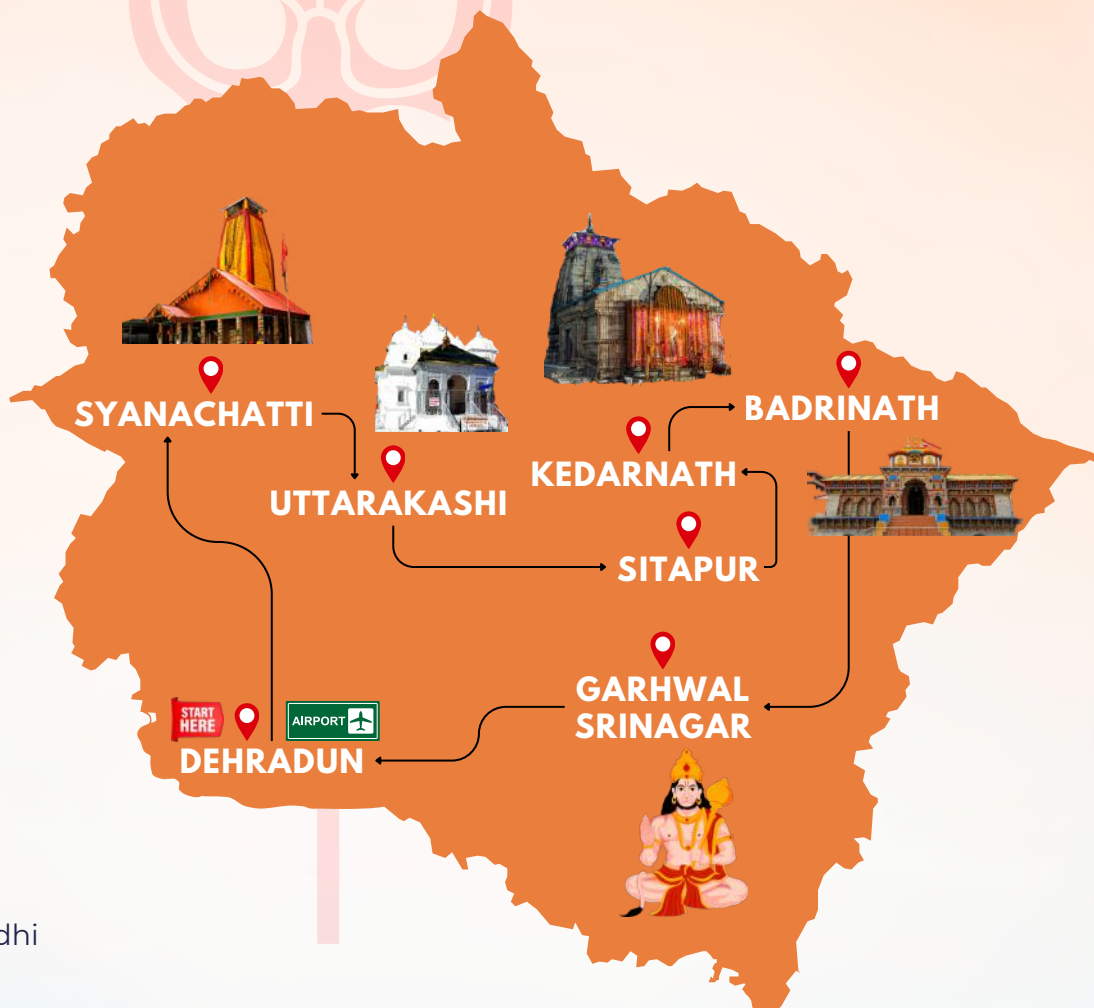 SYANACHATTI
BADRINATH
KEDARNATH
UTTARAKASHI
SITAPUR
GARHWAL
SRINAGAR
START
HERE
AIRPORT
DEHRADUN
dhi